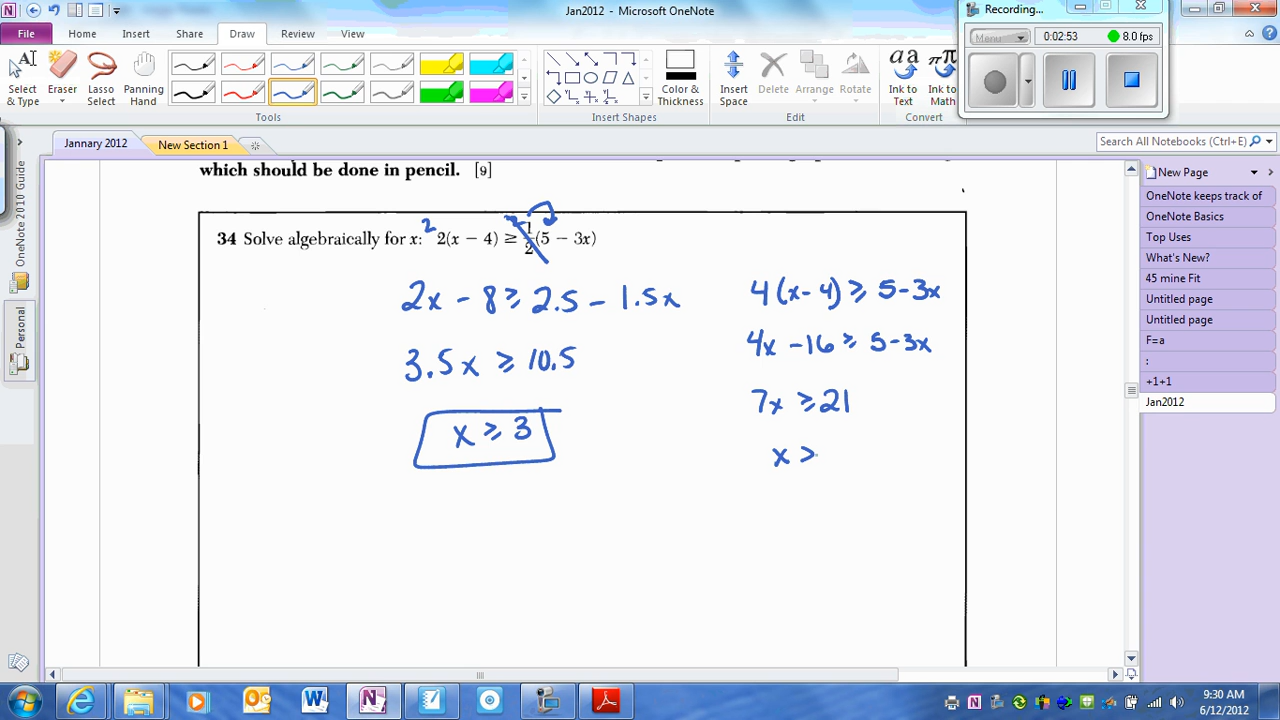 Jan2012 - Microsoft OneNote
Recording...
File Home Insert Share Draw Review View
Menu 0:02:53 8.0 fps
Select & Type
Eraser
Lasso Select
Panning Hand
Color & Thickness
Insert Space
Delete
Arrange
Rotate
Ink to Text
Ink to Math
Tools
Insert Shapes
Edit
Convert
Jannary 2012
New Section 1
Search All Notebooks (Ctrl+E)
OneNote 2010 Guide
Personal
New Page
OneNote keeps track of
OneNote Basics
Top Uses
What's New?
45 mine Fit
Untitled page
Untitled page
F=a
:
+1+1
Jan2012
which should be done in pencil. [9]
34 Solve algebraically for x: 2(x − 4) ≥ 1/2(5 − 3x)
2
2x - 8 ≥ 2.5 - 1.5x
3.5x ≥ 10.5
x ≥ 3
4(x-4) ≥ 5-3x
4x -16 ≥ 5-3x
7x ≥ 21
x >
9:30 AM
6/12/2012